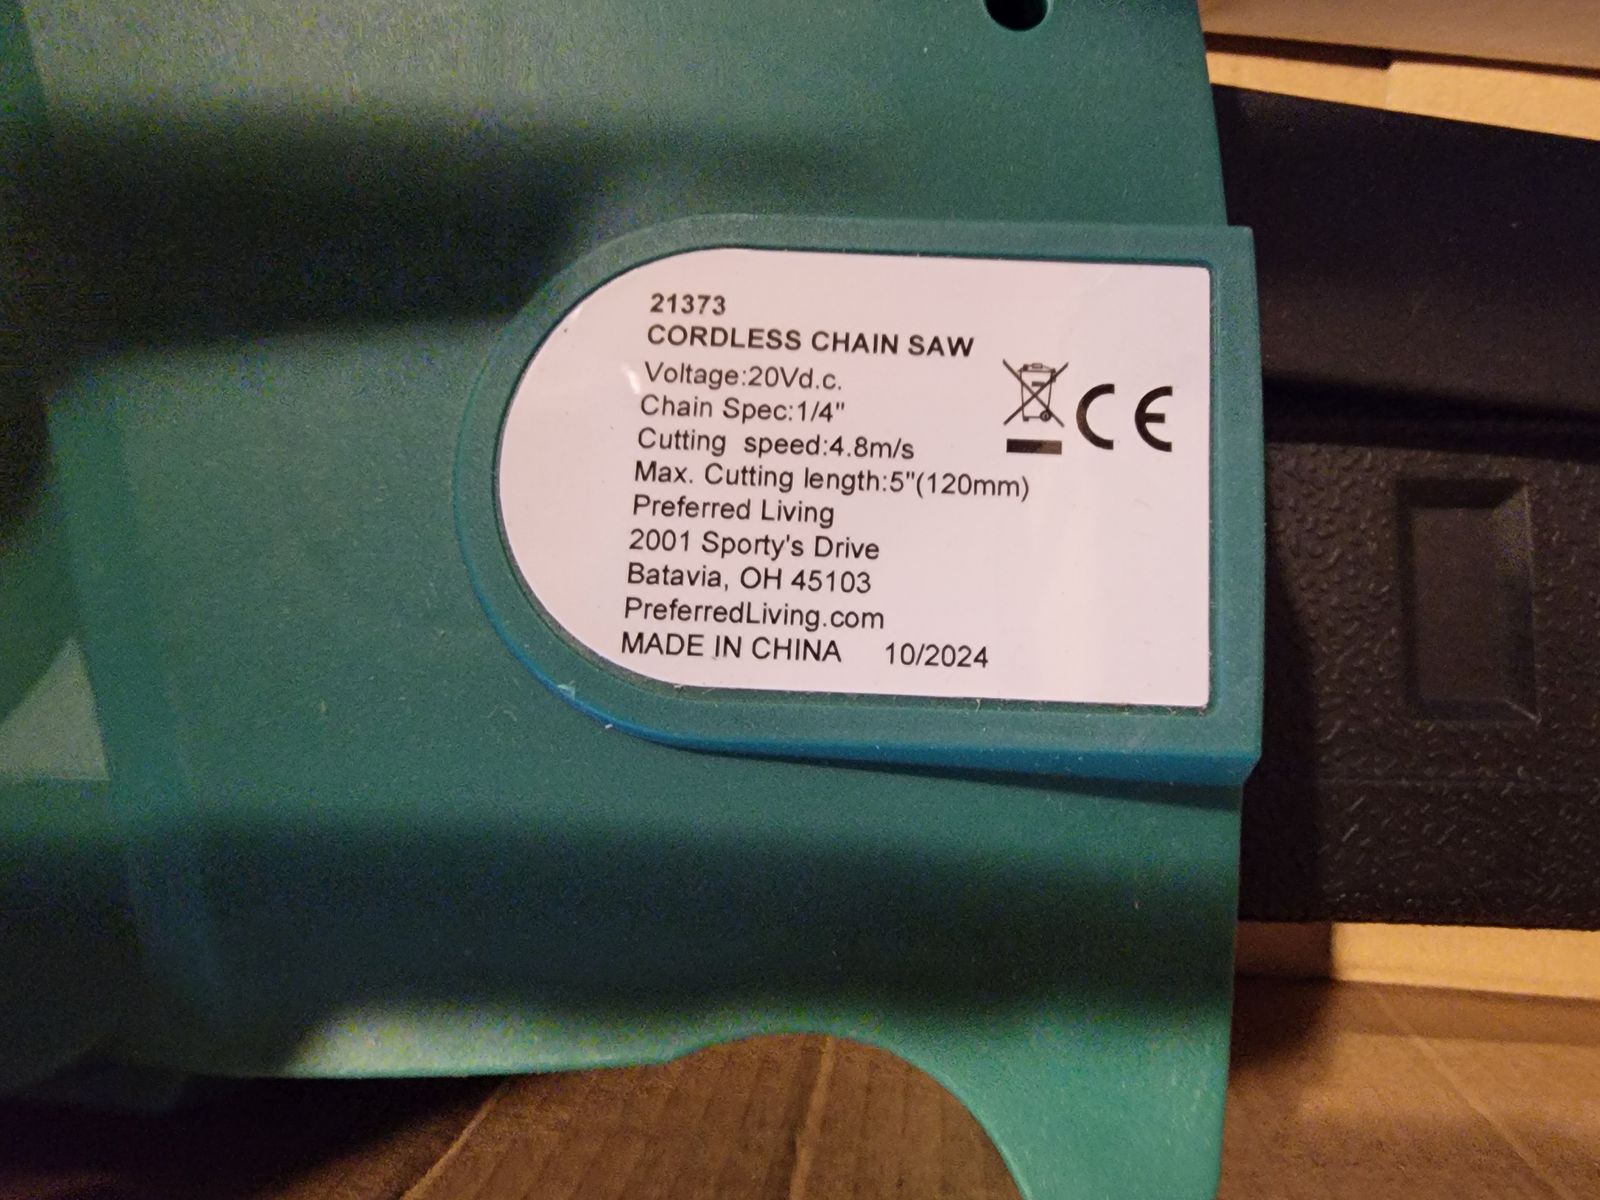 21373
CORDLESS CHAIN SAW
Voltage:20Vd.c.
Chain Spec:1/4"
Cutting speed:4.8m/s
Max. Cutting length:5"(120mm)
Preferred Living
2001 Sporty's Drive
Batavia, OH 45103
PreferredLiving.com
MADE IN CHINA 10/2024
CE